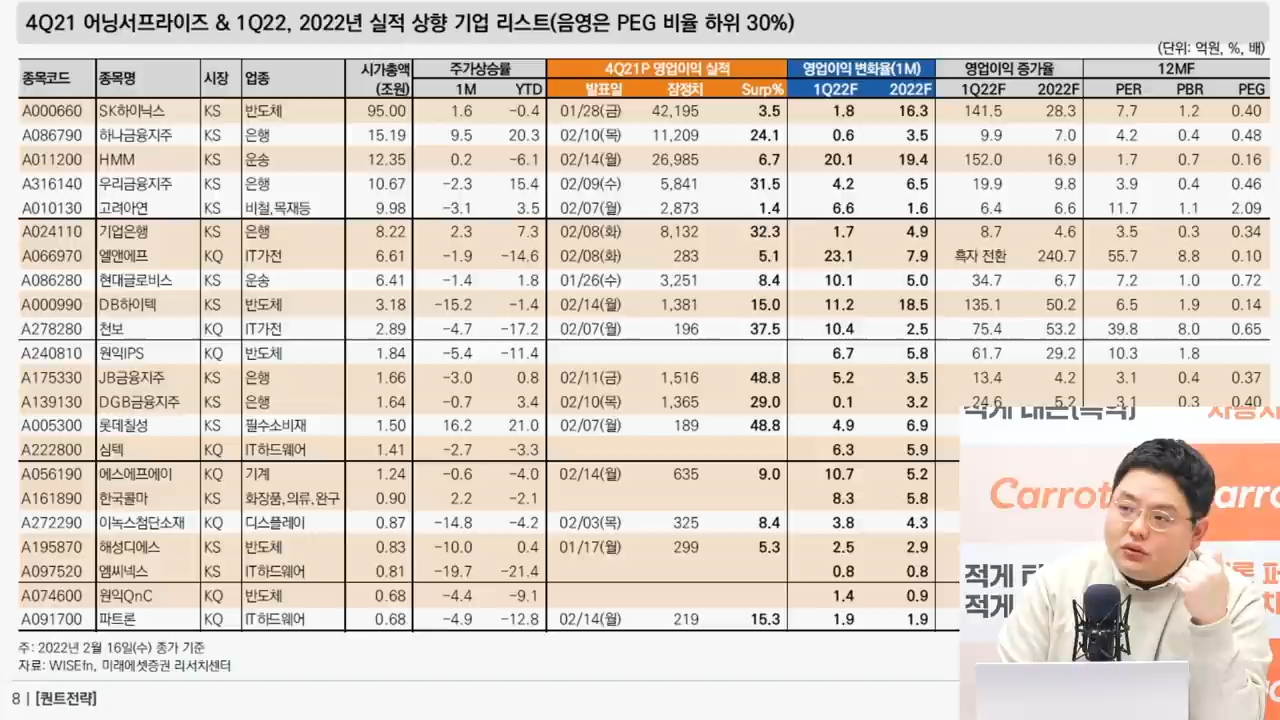 4Q21 어닝서프라이즈 & 1Q22, 2022년 실적 상향 기업 리스트(음영은 PEG 비율 하위 30%)
(단위: 억원, %, 배)
종목코드 종목명 시장 업종 시가총액 (조원) 주가상승률 1M YTD 4Q21P 영업이익 실적 발표일 잠정치 Surp% 영업이익 변화율(1M) 1Q22F 2022F 영업이익 증가율 1Q22F 2022F 12MF PER PBR PEG
A000660 SK하이닉스 KS 반도체 95.00 1.6 −0.4 01/28(금) 42,195 3.5 1.8 16.3 141.5 28.3 7.7 1.2 0.40
A086790 하나금융지주 KS 은행 15.19 9.5 20.3 02/10(목) 11,209 24.1 0.6 3.5 9.9 7.0 4.2 0.4 0.48
A011200 HMM KS 운송 12.35 0.2 −6.1 02/14(월) 26,985 6.7 20.1 19.4 152.0 16.9 1.7 0.7 0.16
A316140 우리금융지주 KS 은행 10.67 −2.3 15.4 02/09(수) 5,841 31.5 4.2 6.5 19.9 9.8 3.9 0.4 0.46
A010130 고려아연 KS 비철,목재등 9.98 −3.1 3.5 02/07(월) 2,873 1.4 6.6 1.6 6.4 6.6 11.7 1.1 2.09
A024110 기업은행 KS 은행 8.22 2.3 7.3 02/08(화) 8,132 32.3 1.7 4.9 8.7 4.6 3.5 0.3 0.34
A066970 엘앤에프 KQ IT가전 6.61 −1.9 −14.6 02/08(화) 283 5.1 23.1 7.9 흑자 전환 240.7 55.7 8.8 0.10
A086280 현대글로비스 KS 운송 6.41 −1.4 1.8 01/26(수) 3,251 8.4 10.1 5.0 34.7 6.7 7.2 1.0 0.72
A000990 DB하이텍 KS 반도체 3.18 −15.2 −1.4 02/14(월) 1,381 15.0 11.2 18.5 135.1 50.2 6.5 1.9 0.14
A278280 천보 KQ IT가전 2.89 −4.7 −17.2 02/07(월) 196 37.5 10.4 2.5 75.4 53.2 39.8 8.0 0.65
A240810 원익IPS KQ 반도체 1.84 −5.4 −11.4 6.7 5.8 61.7 29.2 10.3 1.8
A175330 JB금융지주 KS 은행 1.66 −3.0 0.8 02/11(금) 1,516 48.8 5.2 3.5 13.4 4.2 3.1 0.4 0.37
A139130 DGB금융지주 KS 은행 1.64 −0.7 3.4 02/10(목) 1,365 29.0 0.1 3.2 24.6 5.2 3.1 0.3 0.40
A005300 롯데칠성 KS 필수소비재 1.50 16.2 21.0 02/07(월) 189 48.8 4.9 6.9
A222800 심텍 KQ IT하드웨어 1.41 −2.7 −3.3 6.3 5.9
A056190 에스에프에이 KQ 기계 1.24 −0.6 −4.0 02/14(월) 635 9.0 10.7 5.2
A161890 한국콜마 KS 화장품,의류,완구 0.90 2.2 −2.1 8.3 5.8
A272290 이녹스첨단소재 KQ 디스플레이 0.87 −14.8 −4.2 02/03(목) 325 8.4 3.8 4.3
A195870 해성디에스 KS 반도체 0.83 −10.0 0.4 01/17(월) 299 5.3 2.5 2.9
A097520 엠씨넥스 KS IT하드웨어 0.81 −19.7 −21.4 0.8 0.8
A074600 원익QnC KQ 반도체 0.68 −4.4 −9.1 1.4 0.9
A091700 파트론 KQ IT하드웨어 0.68 −4.9 −12.8 02/14(월) 219 15.3 1.9 1.9
주: 2022년 2월 16일(수) 종가 기준
자료: WISEfn, 미래에셋증권 리서치센터
8 | [퀀트전략]
Carrot
적게
적게